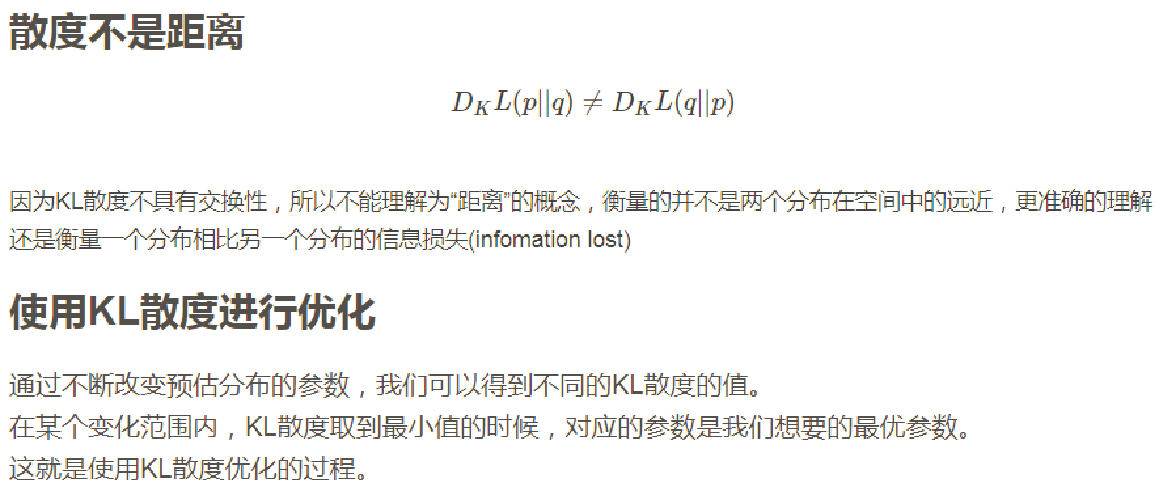 散度不是距离
D_K L(p||q) ≠ D_K L(q||p)
因为KL散度不具有交换性，所以不能理解为“距离”的概念，衡量的并不是两个分布在空间中的远近，更准确的理解
还是衡量一个分布相比另一个分布的信息损失(infomation lost)
使用KL散度进行优化
通过不断改变预估分布的参数，我们可以得到不同的KL散度的值。
在某个变化范围内，KL散度取到最小值的时候，对应的参数是我们想要的最优参数。
这就是使用KL散度优化的过程。